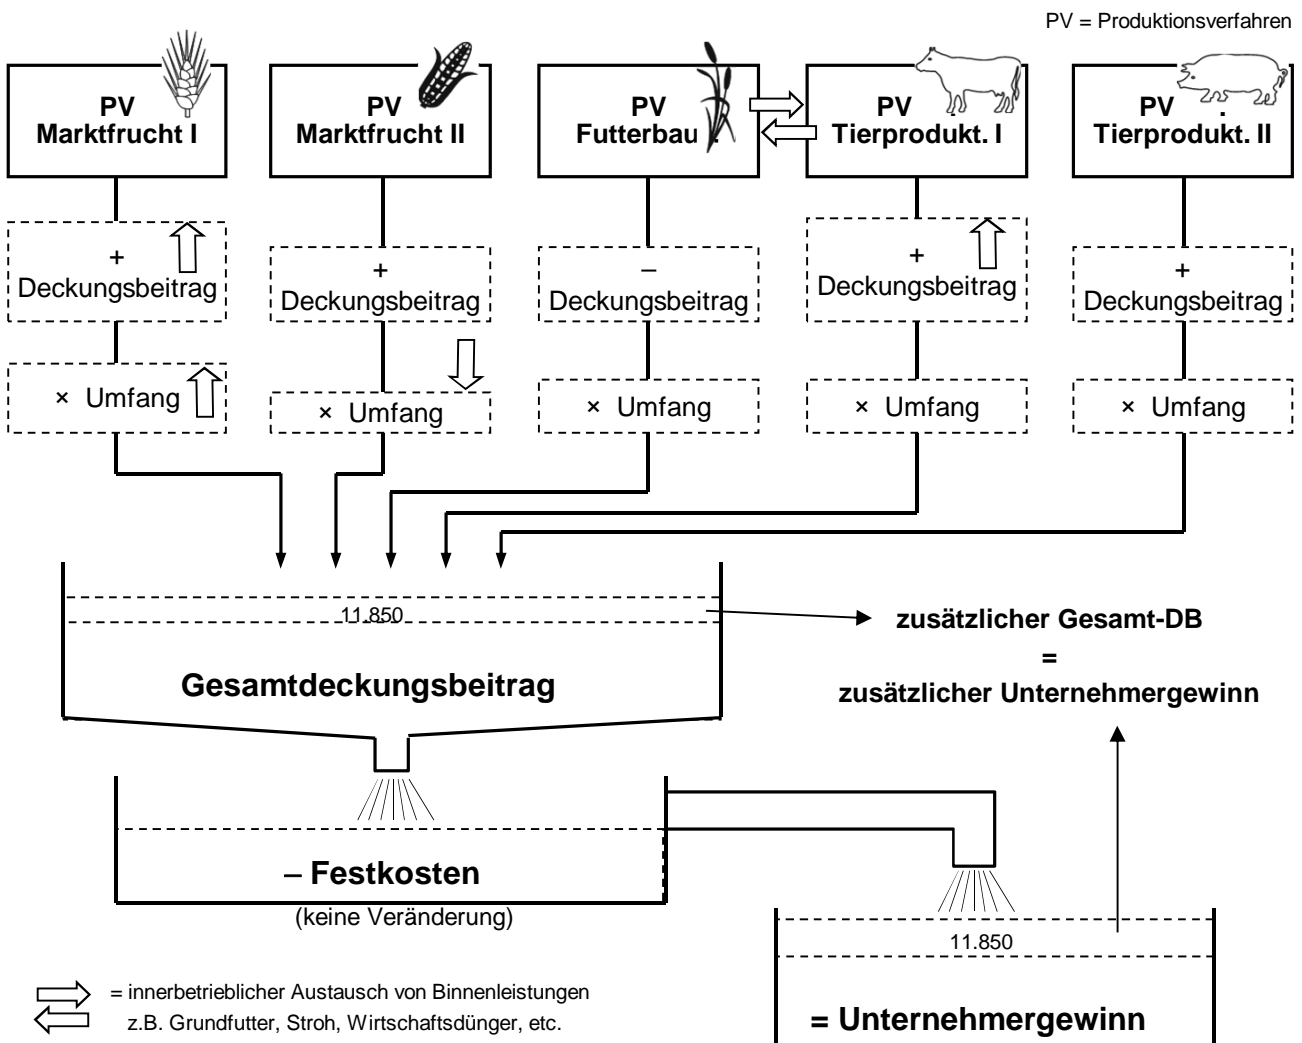 PV = Produktionsverfahren
PV
Marktfrucht I
PV
Marktfrucht II
PV
Futterbau
PV
Tierprodukt. I
PV
Tierprodukt. II
+
Deckungsbeitrag
+
Deckungsbeitrag
–
Deckungsbeitrag
+
Deckungsbeitrag
+
Deckungsbeitrag
× Umfang
× Umfang
× Umfang
× Umfang
× Umfang
11.850
Gesamtdeckungsbeitrag
zusätzlicher Gesamt-DB
=
zusätzlicher Unternehmergewinn
– Festkosten
(keine Veränderung)
11.850
= Unternehmergewinn
= innerbetrieblicher Austausch von Binnenleistungen
z.B. Grundfutter, Stroh, Wirtschaftsdünger, etc.